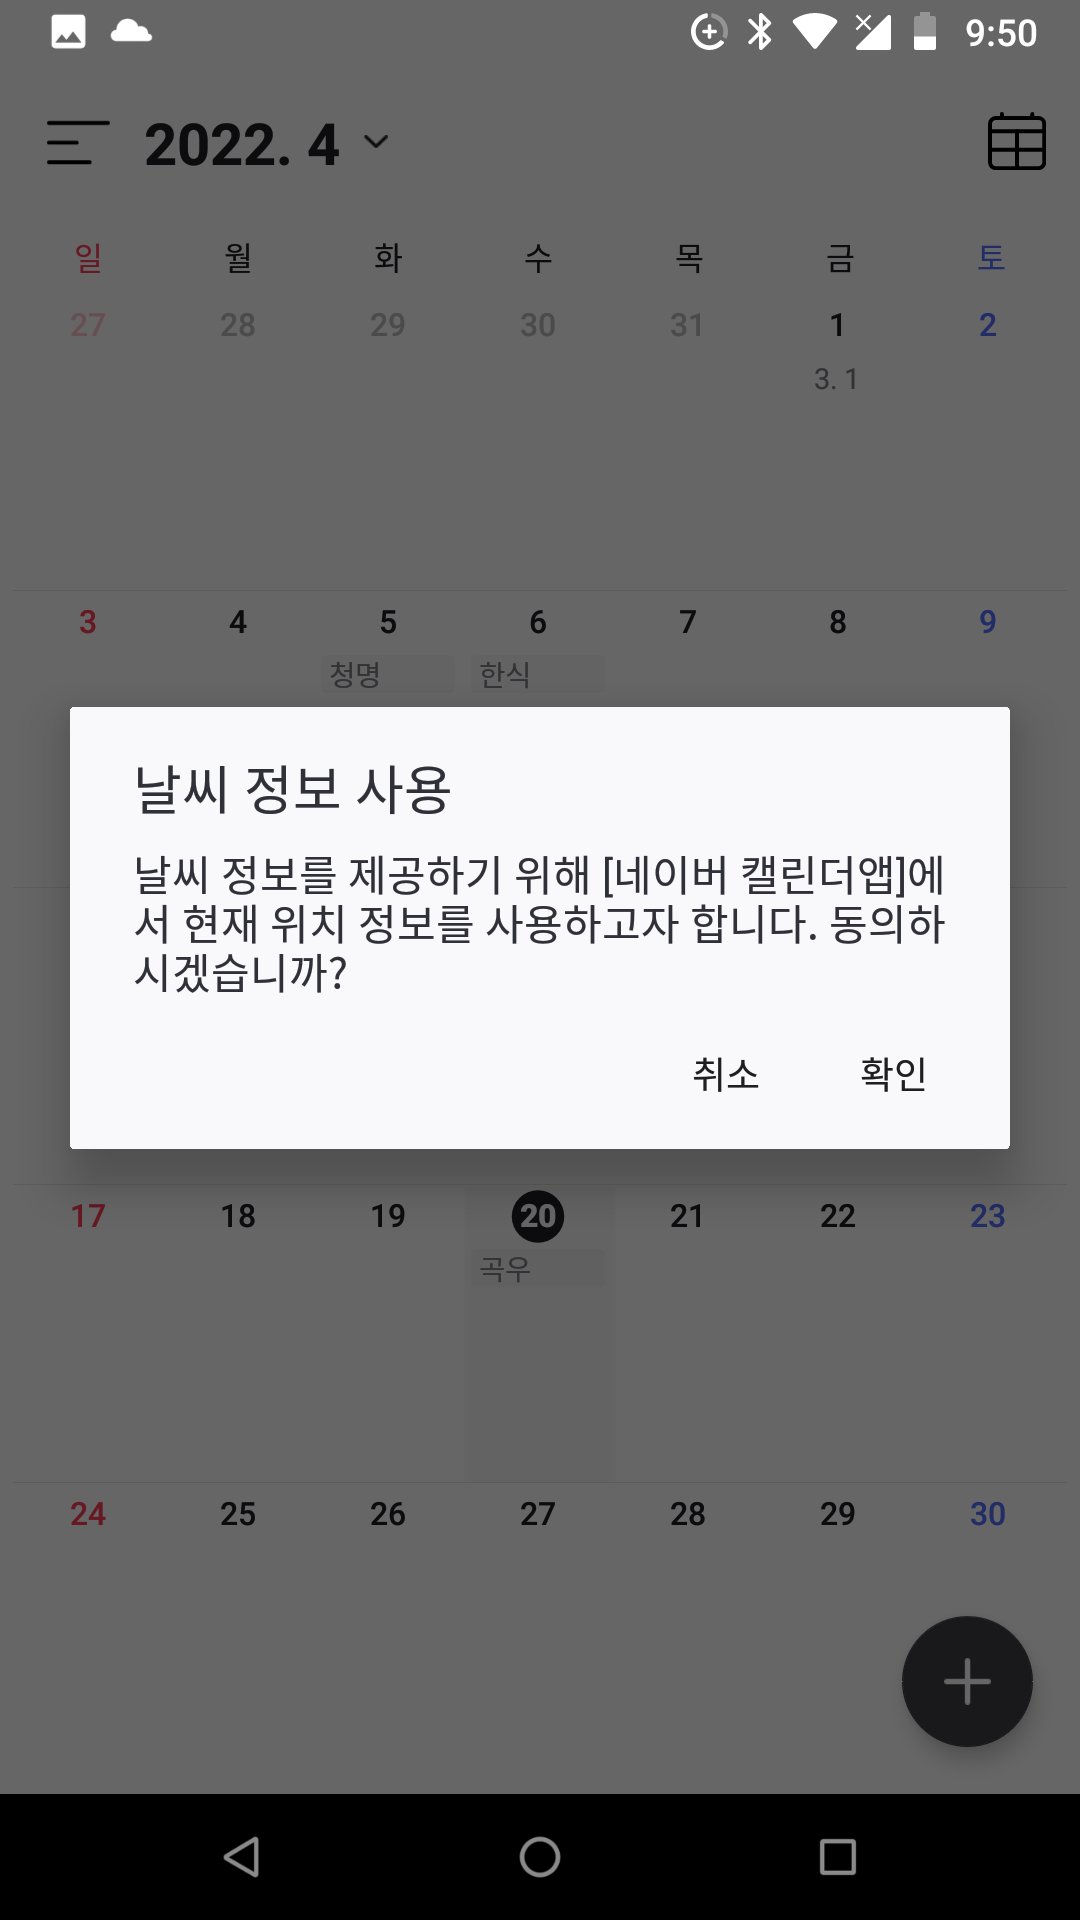 9:50
2022. 4
일 월 화 수 목 금 토
27 28 29 30 31 1 2
3. 1
3 4 5 6 7 8 9
청명 한식
날씨 정보 사용
날씨 정보를 제공하기 위해 [네이버 캘린더앱]에
서 현재 위치 정보를 사용하고자 합니다. 동의하
시겠습니까?
취소 확인
17 18 19 20 21 22 23
곡우
24 25 26 27 28 29 30